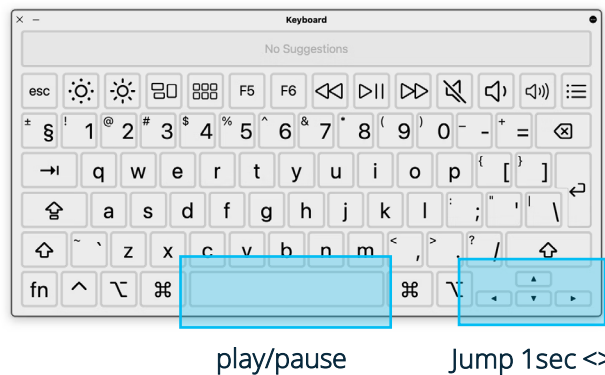 Keyboard
No Suggestions
esc F5 F6
± § ! 1 @ 2 # 3 $ 4 % 5 ^ 6 & 7 * 8 ( 9 ) 0 _ - + =
q w e r t y u i o p { [ } ]
a s d f g h j k l : ; " ' | \
~ ` z x c v b n m < , > . ? /
fn ^ ⌥ ⌘ ⌘ ⌥
play/pause Jump 1sec <>